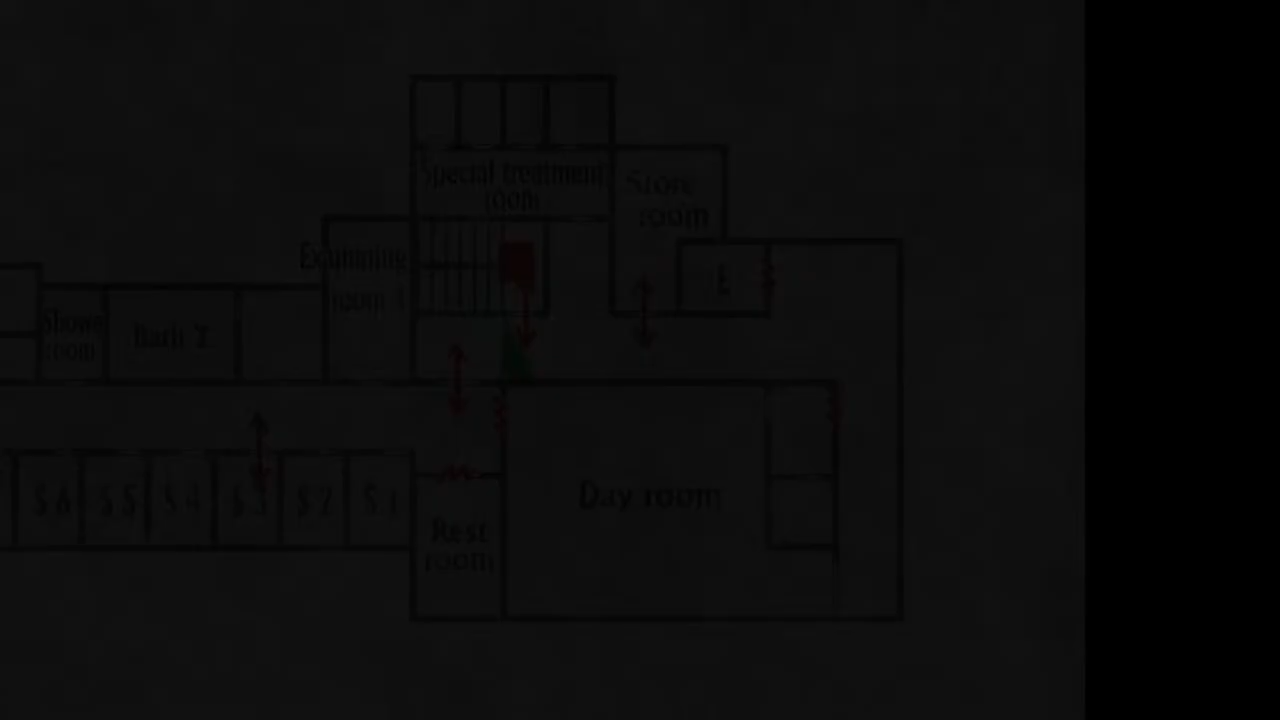 Special treatment
room
Store
room
Examining
room 1
E
Shower
room
Bath 2
S 6
S 5
S 4
S 3
S 2
S 1
Day room
Rest
room